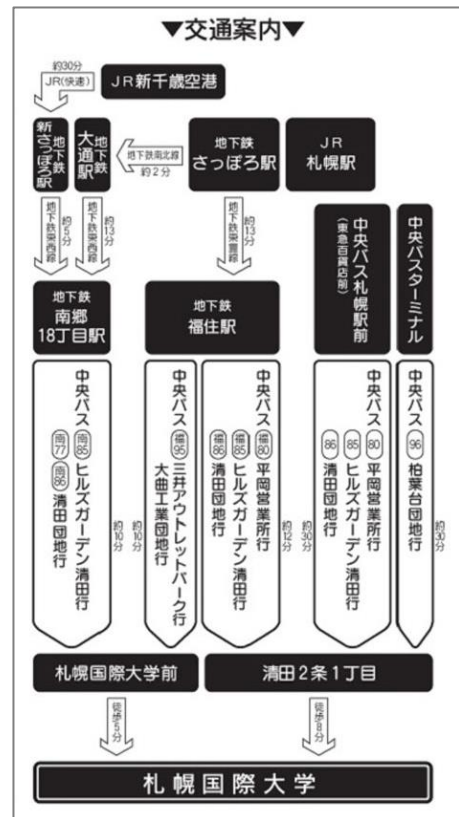 ▼交通案内▼
約30分
JR(快速)
JR新千歳空港
地下鉄
新さっぽろ駅
地下鉄
大通駅
地下鉄南北線
約2分
地下鉄
さっぽろ駅
JR
札幌駅
地下鉄東西線
約5分
地下鉄東西線
約13分
地下鉄東豊線
約13分
中央バス札幌駅前
(東急百貨店前)
中央バスターミナル
地下鉄
南郷
18丁目駅
地下鉄
福住駅
中央バス
南85 ヒルズガーデン清田行
南77 南86 清田団地行
約10分
中央バス
福95 三井アウトレットパーク行
大曲工業団地行
約10分
中央バス
福80 平岡営業所行
福85 ヒルズガーデン清田行
福86 清田団地行
約12分
中央バス
80 平岡営業所行
85 ヒルズガーデン清田行
86 清田団地行
約30分
中央バス
96 柏葉台団地行
約30分
札幌国際大学前
清田2条1丁目
徒歩5分
徒歩8分
札幌国際大学